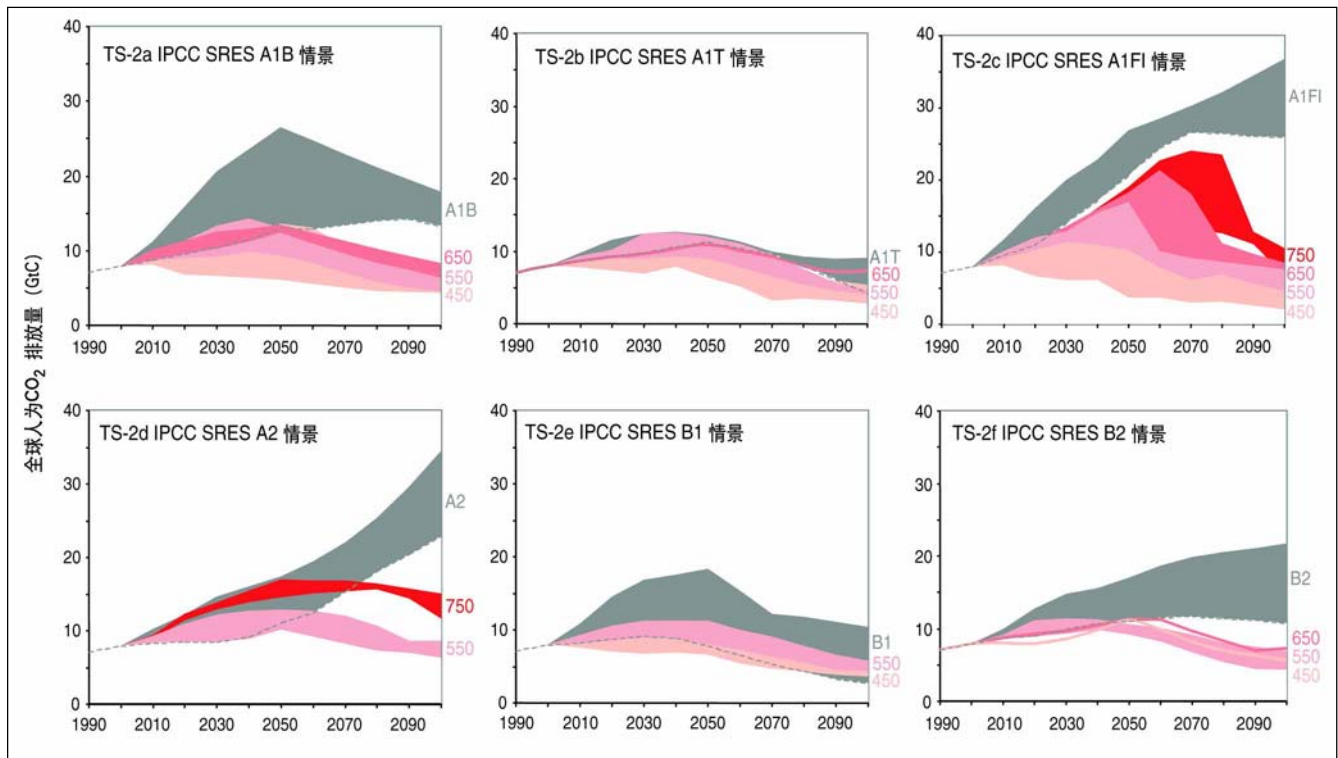 全球人为CO2 排放量 (GtC)
TS-2a IPCC SRES A1B 情景
40
30
20
10
0
1990 2010 2030 2050 2070 2090
A1B
650
550
450
TS-2b IPCC SRES A1T 情景
40
30
20
10
0
1990 2010 2030 2050 2070 2090
A1T
650
550
450
TS-2c IPCC SRES A1FI 情景
40
30
20
10
0
1990 2010 2030 2050 2070 2090
A1FI
750
650
550
450
TS-2d IPCC SRES A2 情景
40
30
20
10
0
1990 2010 2030 2050 2070 2090
A2
750
550
TS-2e IPCC SRES B1 情景
40
30
20
10
0
1990 2010 2030 2050 2070 2090
B1
550
450
TS-2f IPCC SRES B2 情景
40
30
20
10
0
1990 2010 2030 2050 2070 2090
B2
650
550
450